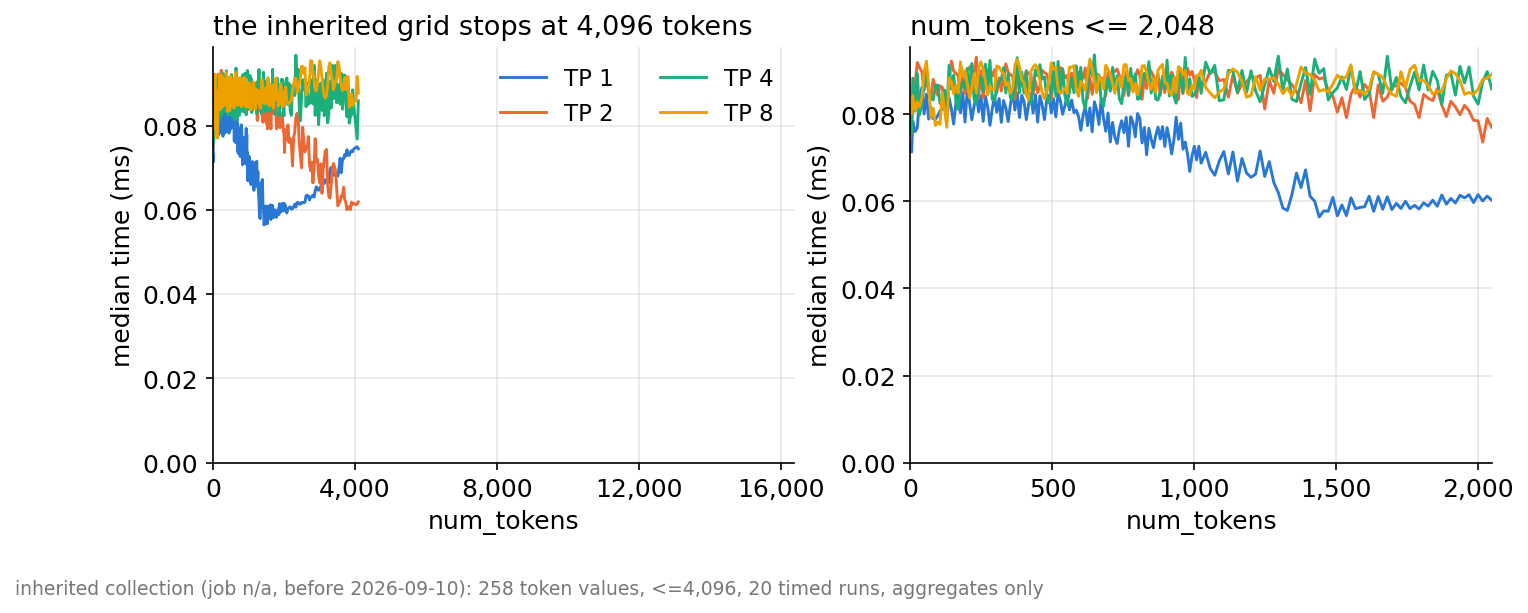 the inherited grid stops at 4,096 tokens
TP 1
TP 2
TP 4
TP 8
median time (ms)
0.08
0.06
0.04
0.02
0.00
0
4,000
8,000
12,000
16,000
num_tokens
num_tokens <= 2,048
median time (ms)
0.08
0.06
0.04
0.02
0.00
0
500
1,000
1,500
2,000
num_tokens
inherited collection (job n/a, before 2026-09-10): 258 token values, <=4,096, 20 timed runs, aggregates only